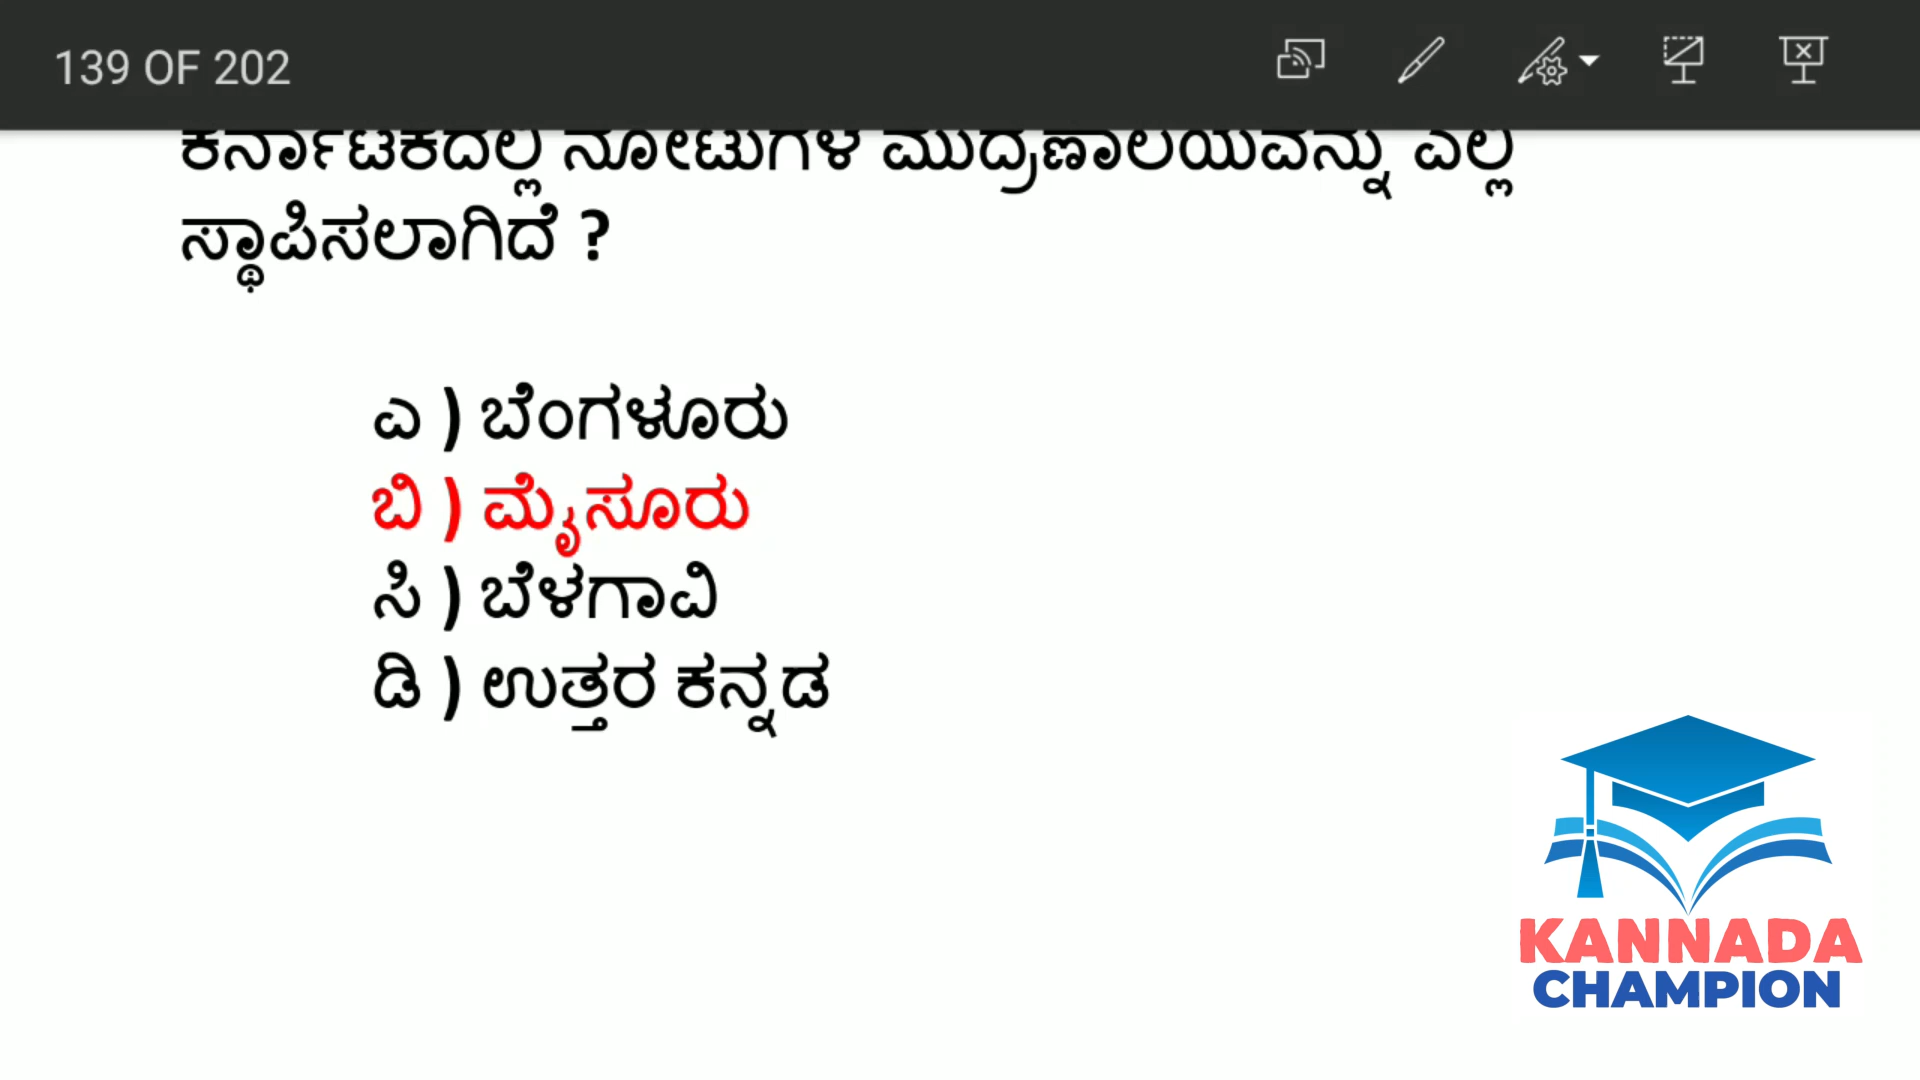 139 OF 202
ಕರ್ನಾಟಕದಲ್ಲಿ ನೋಟುಗಳ ಮುದ್ರಣಾಲಯವನ್ನು ಎಲ್ಲಿ
ಸ್ಥಾಪಿಸಲಾಗಿದೆ ?
ಎ ) ಬೆಂಗಳೂರು
ಬಿ ) ಮೈಸೂರು
ಸಿ ) ಬೆಳಗಾವಿ
ಡಿ ) ಉತ್ತರ ಕನ್ನಡ
KANNADA
CHAMPION